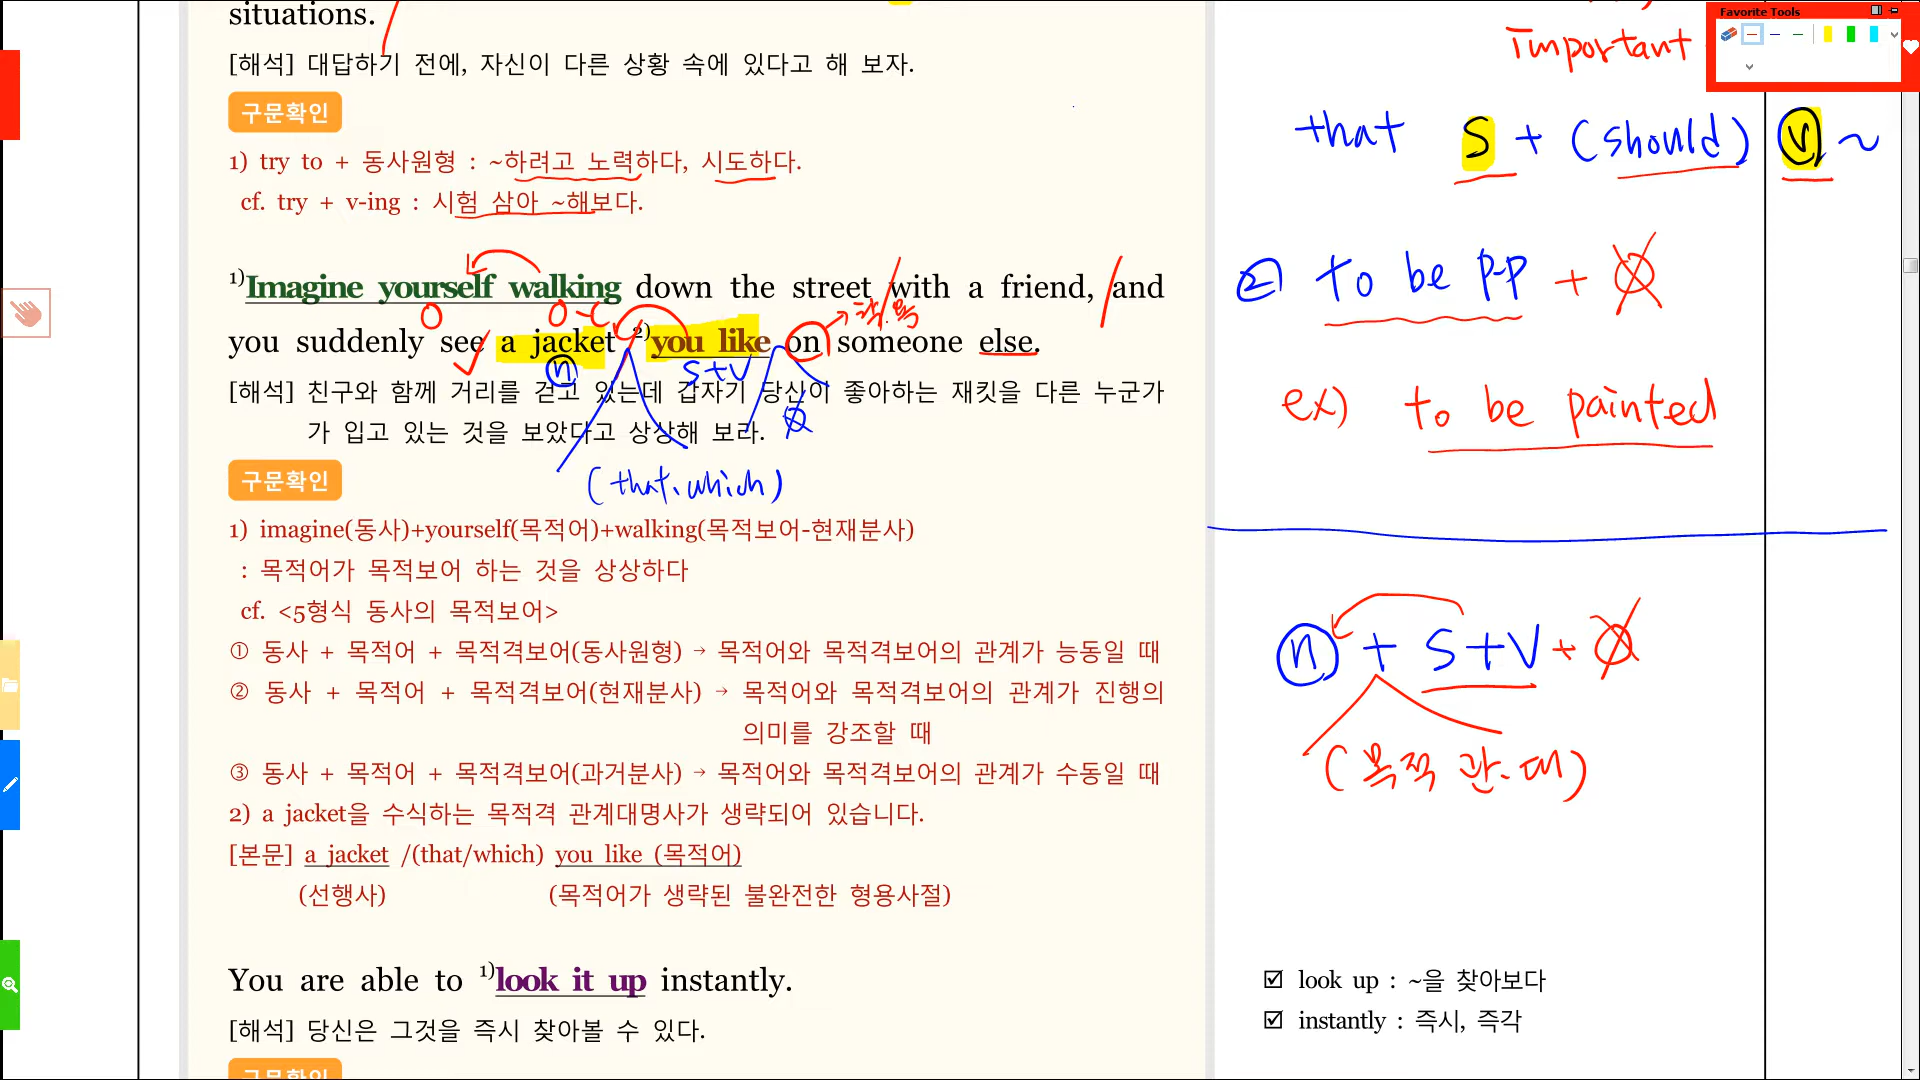 situations.
[해석] 대답하기 전에, 자신이 다른 상황 속에 있다고 해 보자.
구문확인
1) try to + 동사원형 : ~하려고 노력하다, 시도하다.
cf. try + v-ing : 시험 삼아 ~해보다.
1)Imagine yourself walking down the street with a friend, and
O O-C
you suddenly see a jacket 2)you like on someone else.
n S+V
[해석] 친구와 함께 거리를 걷고 있는데 갑자기 당신이 좋아하는 재킷을 다른 누군가
가 입고 있는 것을 보았다고 상상해 보라.
(that, which)
구문확인
1) imagine(동사)+yourself(목적어)+walking(목적보어-현재분사)
: 목적어가 목적보어 하는 것을 상상하다
cf. <5형식 동사의 목적보어>
① 동사 + 목적어 + 목적격보어(동사원형) → 목적어와 목적격보어의 관계가 능동일 때
② 동사 + 목적어 + 목적격보어(현재분사) → 목적어와 목적격보어의 관계가 진행의
의미를 강조할 때
③ 동사 + 목적어 + 목적격보어(과거분사) → 목적어와 목적격보어의 관계가 수동일 때
2) a jacket을 수식하는 목적격 관계대명사가 생략되어 있습니다.
[본문] a jacket /(that/which) you like (목적어)
(선행사) (목적어가 생략된 불완전한 형용사절)
You are able to 1)look it up instantly.
[해석] 당신은 그것을 즉시 찾아볼 수 있다.
구문확인
Favorite Tools
Important
that S + (should) V ~
② to be p.p + Ø
ex) to be painted
n + S+V + Ø
(목적 관.대)
☑ look up : ~을 찾아보다
☑ instantly : 즉시, 즉각